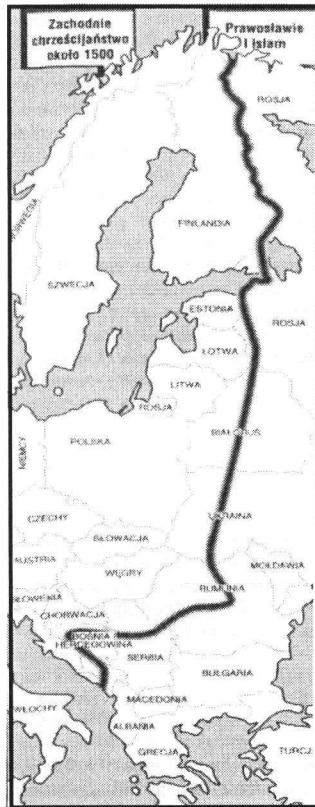 Zachodnie
chrześcijaństwo
około 1500
Prawosławie
i Islam
ROSJA
FINLANDIA
SZWECJA
ESTONIA
ROSJA
ŁOTWA
LITWA
ROSJA
BIAŁORUŚ
POLSKA
NIEMCY
UKRAINA
CZECHY
SŁOWACJA
AUSTRIA
WĘGRY
MOŁDAWIA
RUMUNIA
CHORWACJA
BOŚNIA
HERCEGOWINA
SERBIA
BUŁGARIA
WŁOCHY
MACEDONIA
ALBANIA
GRECJA